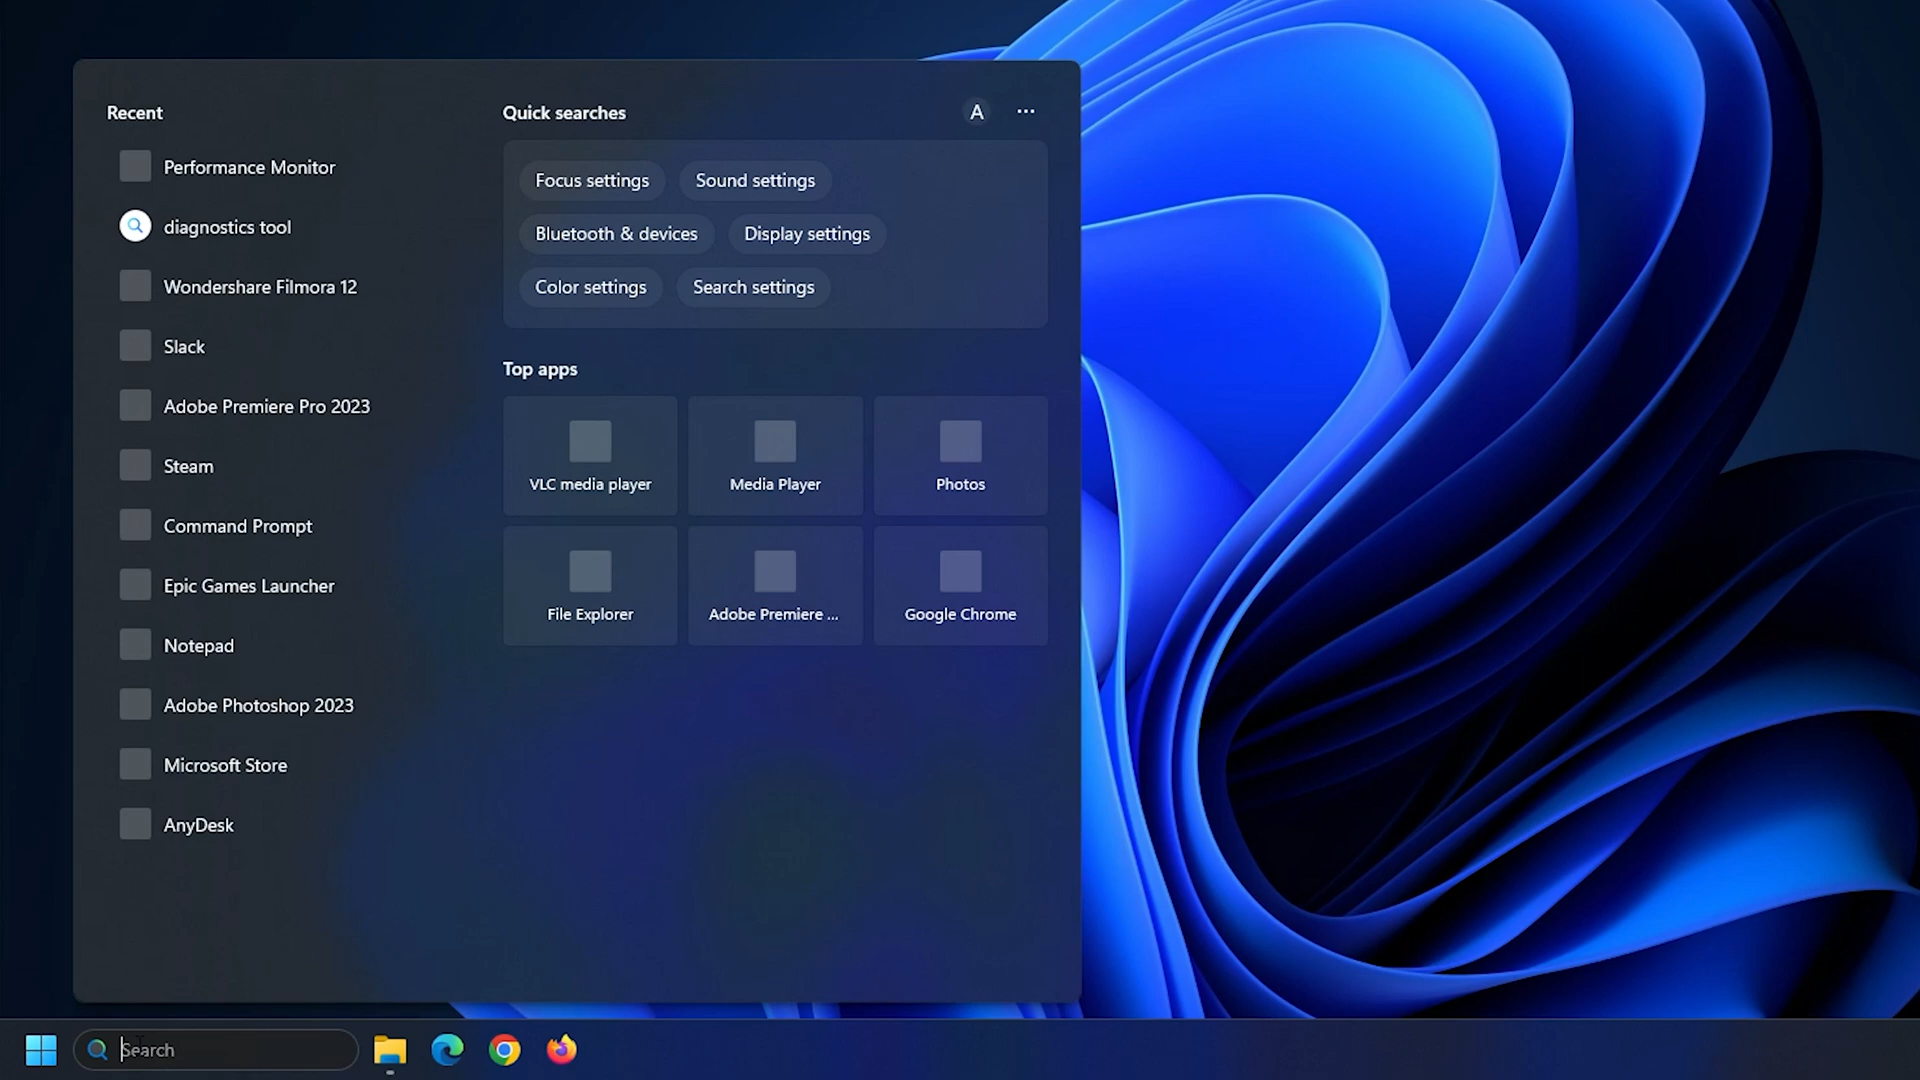 Recent
Performance Monitor
diagnostics tool
Wondershare Filmora 12
Slack
Adobe Premiere Pro 2023
Steam
Command Prompt
Epic Games Launcher
Notepad
Adobe Photoshop 2023
Microsoft Store
AnyDesk
Quick searches
A
Focus settings
Sound settings
Bluetooth & devices
Display settings
Color settings
Search settings
Top apps
VLC media player
Media Player
Photos
File Explorer
Adobe Premiere ...
Google Chrome
Search